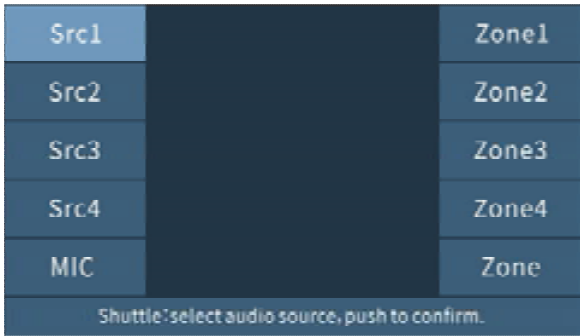 Src1 Zone1
Src2 Zone2
Src3 Zone3
Src4 Zone4
MIC Zone
Shuttle:select audio source, push to confirm.